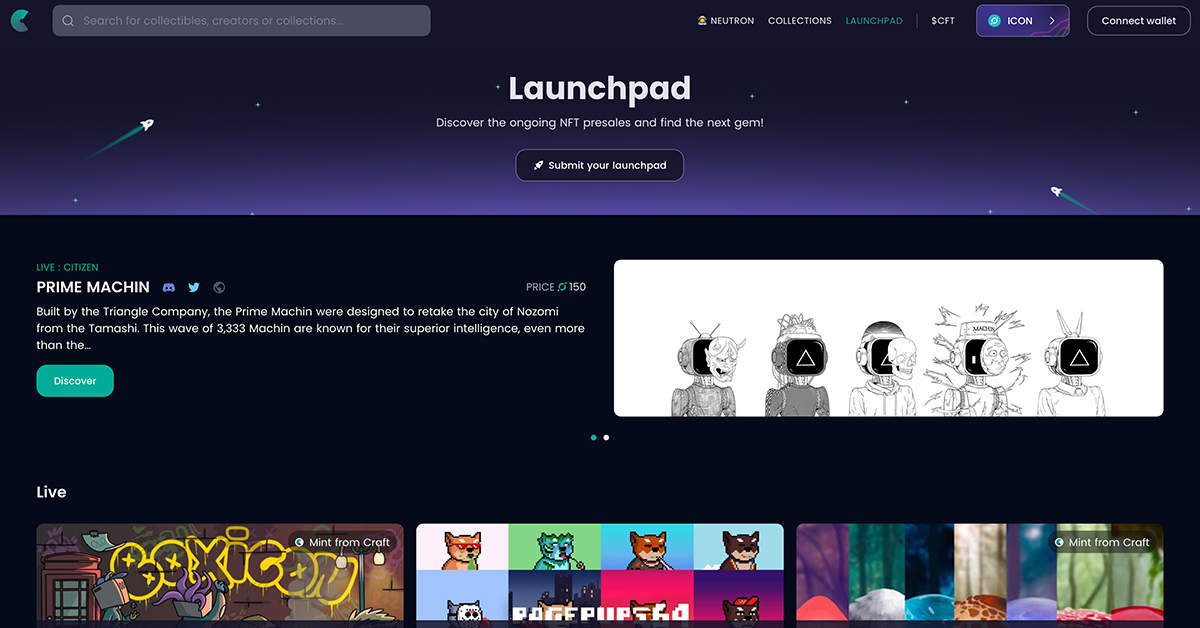 Search for collectibles, creators or collections...
NEUTRON
COLLECTIONS
LAUNCHPAD
$CFT
ICON
Connect wallet
Launchpad
Discover the ongoing NFT presales and find the next gem!
Submit your launchpad
LIVE : CITIZEN
PRIME MACHIN
PRICE 150
Built by the Triangle Company, the Prime Machin were designed to retake the city of Nozomi
from the Tamashi. This wave of 3,333 Machin are known for their superior intelligence, even more
than the...
Discover
MACHIN
Live
Mint from Craft
Mint from Craft